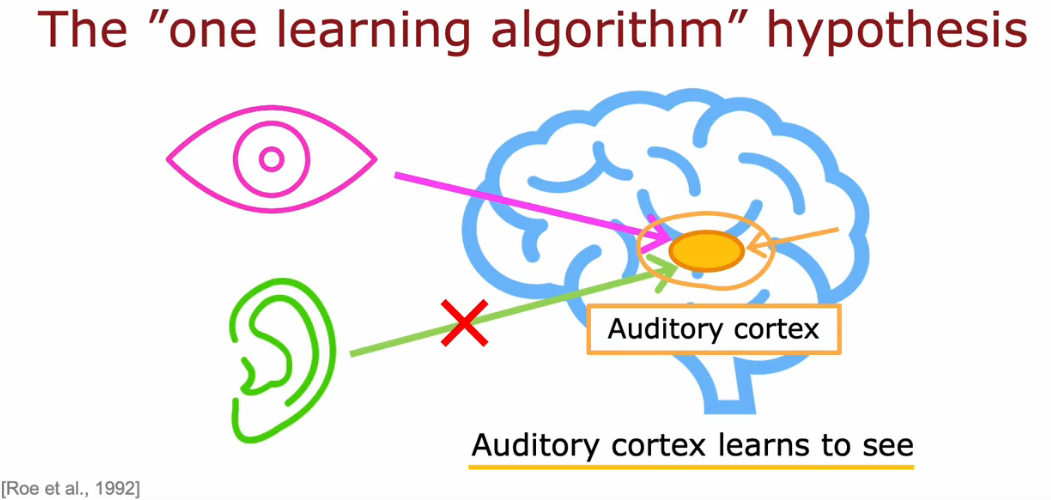 The ”one learning algorithm” hypothesis
Auditory cortex
Auditory cortex learns to see
[Roe et al., 1992]